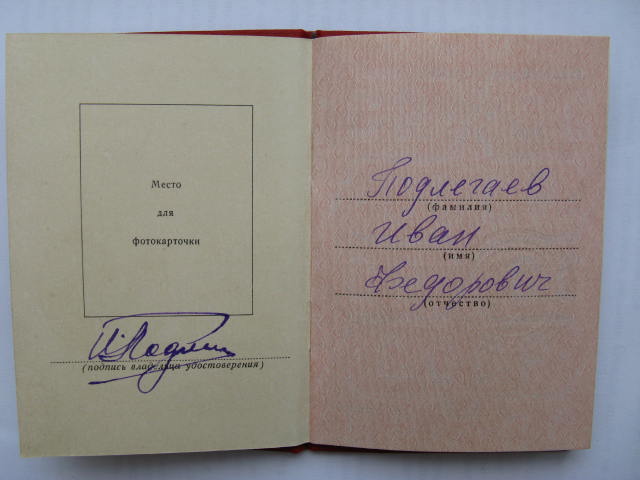 Место
для
фотокарточки
(подпись владельца удостоверения)
Подлегаев
(фамилия)
Иван
(имя)
Федорович
(отчество)